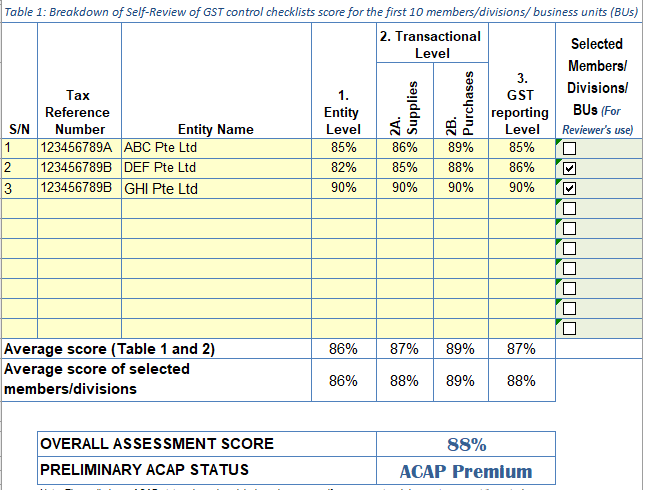 Table 1: Breakdown of Self-Review of GST control checklists score for the first 10 members/divisions/ business units (BUs)
S/N
Tax
Reference
Number
Entity Name
1.
Entity
Level
2. Transactional
Level
2A.
Supplies
2B.
Purchases
3.
GST
reporting
Level
Selected
Members/
Divisions/
BUs (For
Reviewer's use)
1 123456789A ABC Pte Ltd 85% 86% 89% 85%
2 123456789B DEF Pte Ltd 82% 85% 88% 86%
3 123456789B GHI Pte Ltd 90% 90% 90% 90%
Average score (Table 1 and 2) 86% 87% 89% 87%
Average score of selected
members/divisions 86% 88% 89% 88%
OVERALL ASSESSMENT SCORE 88%
PRELIMINARY ACAP STATUS ACAP Premium